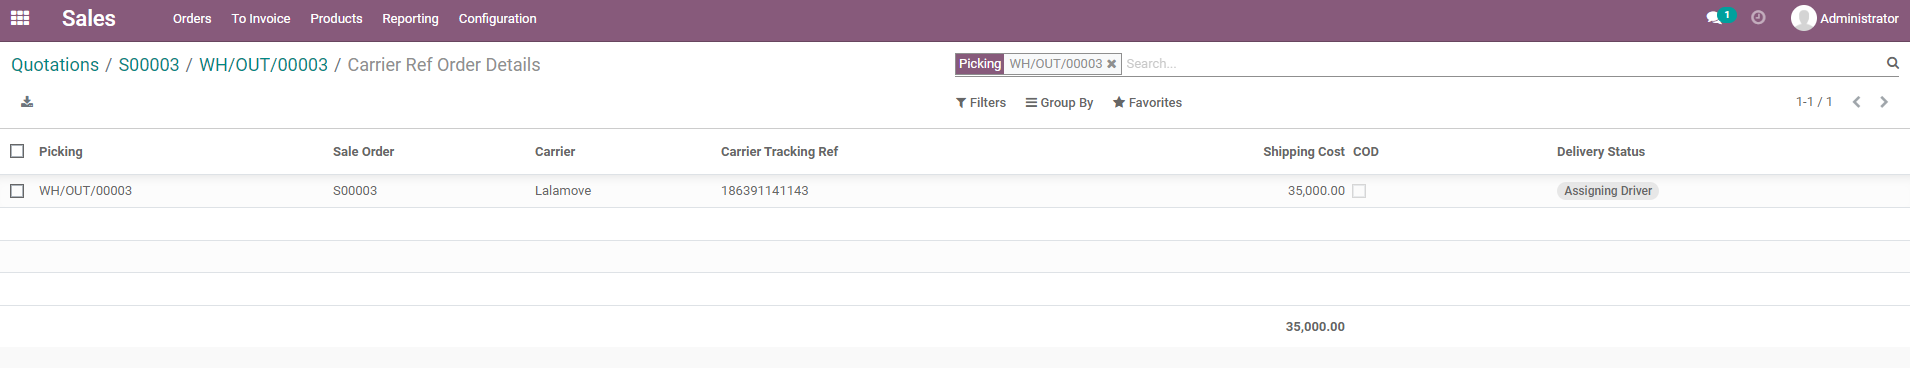 Sales Orders To Invoice Products Reporting Configuration 1 Administrator
Quotations / S00003 / WH/OUT/00003 / Carrier Ref Order Details Picking WH/OUT/00003 Search...
Filters Group By Favorites 1-1 / 1
Picking Sale Order Carrier Carrier Tracking Ref Shipping Cost COD Delivery Status
WH/OUT/00003 S00003 Lalamove 186391141143 35,000.00 Assigning Driver
35,000.00